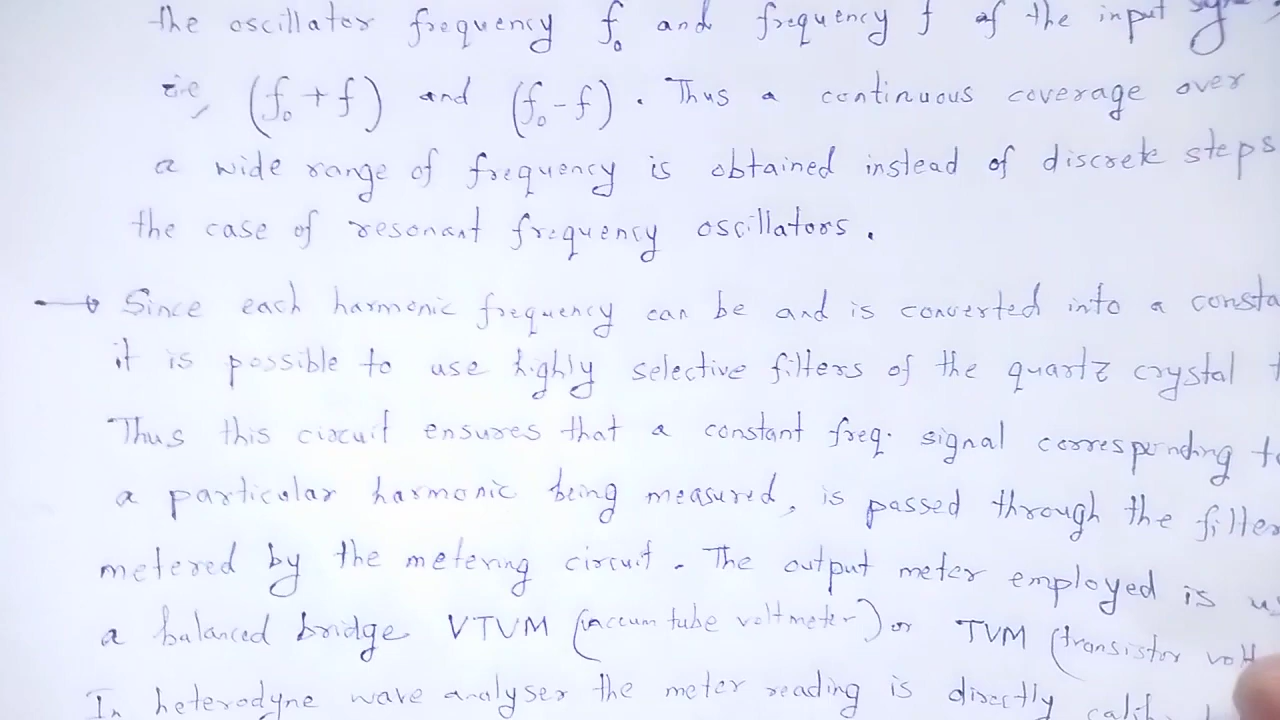 the oscillator frequency f₀ and frequency f of the input
i.e, (f₀ + f) and (f₀ - f). Thus a continuous coverage over
a wide range of frequency is obtained instead of discrete steps
the case of resonant frequency oscillators.
→ Since each harmonic frequency can be and is converted into a consta
it is possible to use highly selective filters of the quartz crystal t
Thus this circuit ensures that a constant freq. signal corresponding to
a particular harmonic being measured, is passed through the filter
metered by the metering circuit. The output meter employed is u
a balanced bridge VTVM (vaccum tube voltmeter) or TVM (transistor volt
In heterodyne wave analyser the meter reading is directly calib